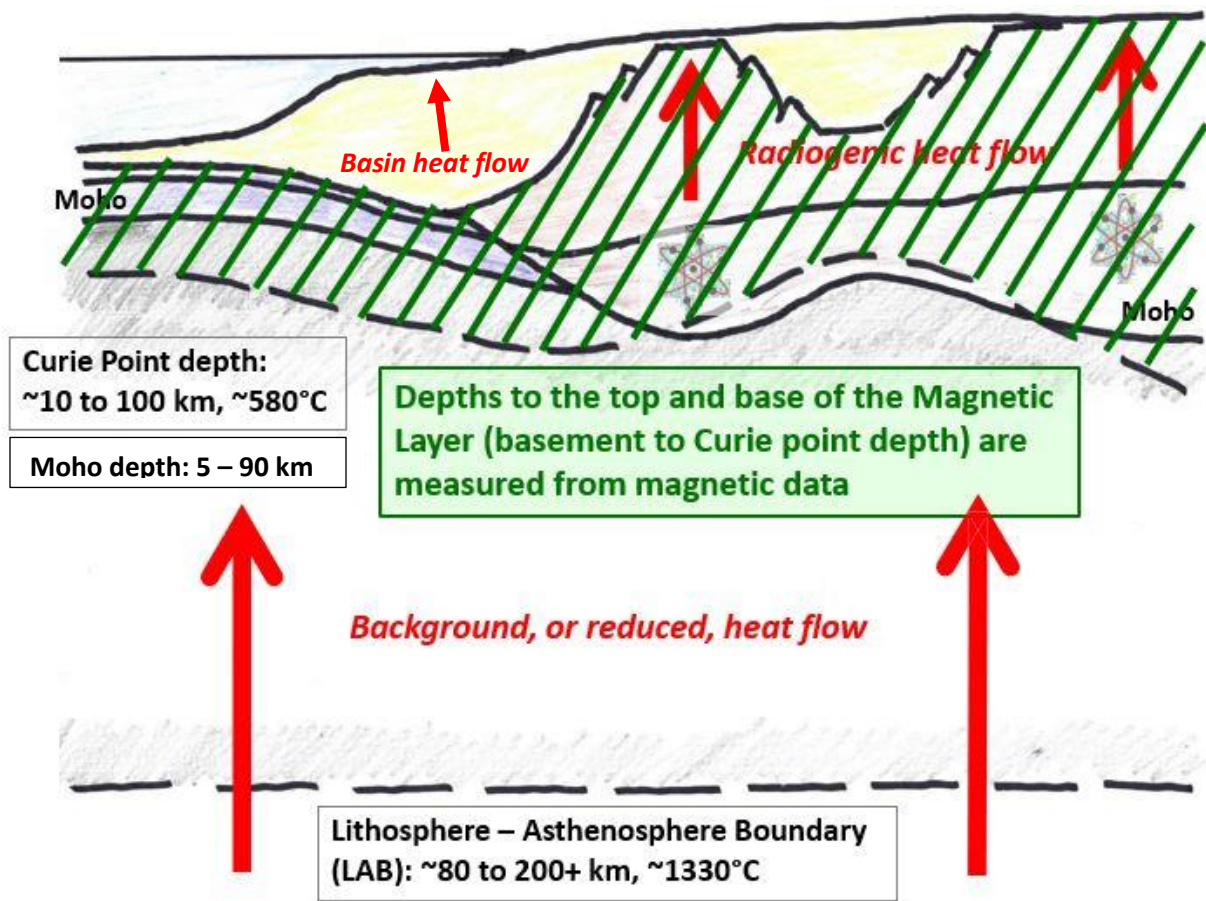 Basin heat flow
Radiogenic heat flow
Moho
Moho
Curie Point depth:
~10 to 100 km, ~580°C
Moho depth: 5 – 90 km
Depths to the top and base of the Magnetic
Layer (basement to Curie point depth) are
measured from magnetic data
Background, or reduced, heat flow
Lithosphere – Asthenosphere Boundary
(LAB): ~80 to 200+ km, ~1330°C